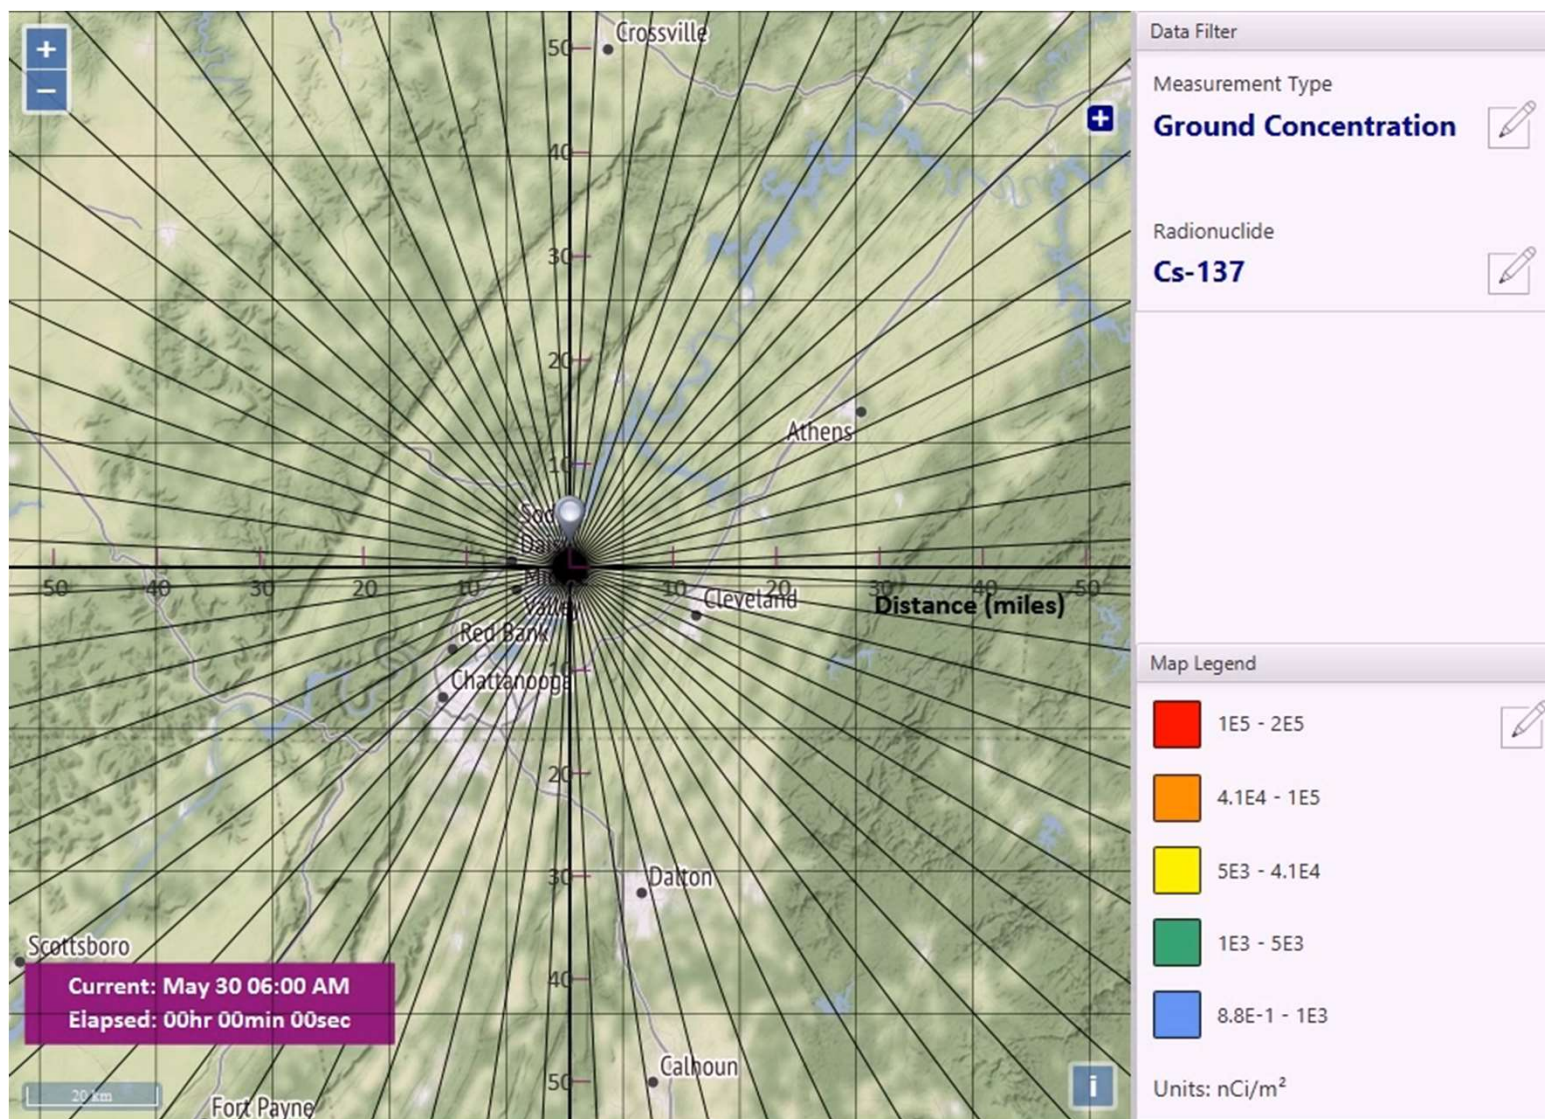 +
−
Crossville
50
40
30
20
10
Athens
50
40
30
20
10
10
20
30
40
50
Cleveland
Distance (miles)
Valley
Red Bank
10
Chattanooga
20
30
Dalton
Scottsboro
40
Current: May 30 06:00 AM
Elapsed: 00hr 00min 00sec
Calhoun
50
20 km
Fort Payne
i
Data Filter
Measurement Type
Ground Concentration
Radionuclide
Cs-137
Map Legend
1E5 - 2E5
4.1E4 - 1E5
5E3 - 4.1E4
1E3 - 5E3
8.8E-1 - 1E3
Units: nCi/m²